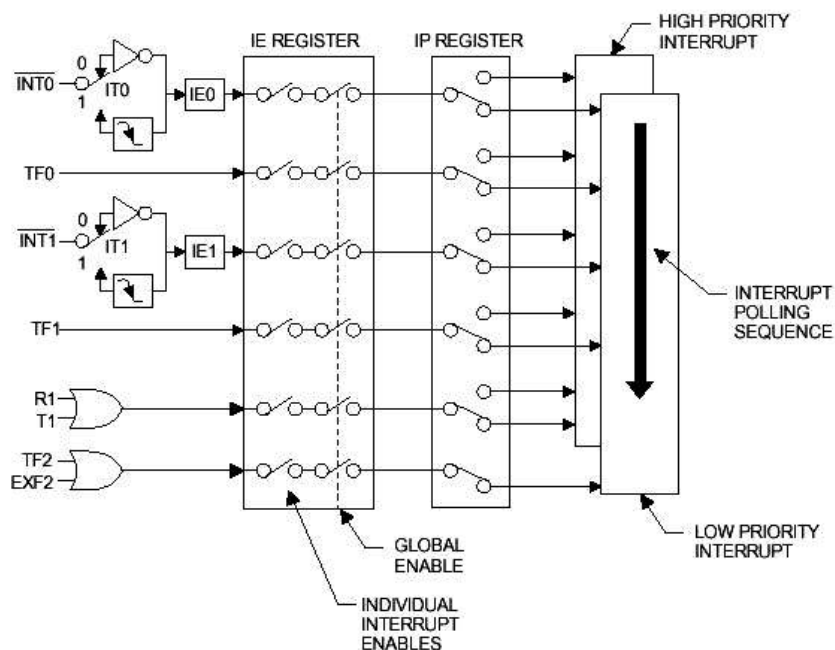 HIGH PRIORITY
INTERRUPT
IE REGISTER
IP REGISTER
0
INT0
IT0
1
IE0
TF0
0
INT1
IT1
1
IE1
INTERRUPT
POLLING
SEQUENCE
TF1
R1
T1
TF2
EXF2
GLOBAL
ENABLE
LOW PRIORITY
INTERRUPT
INDIVIDUAL
INTERRUPT
ENABLES